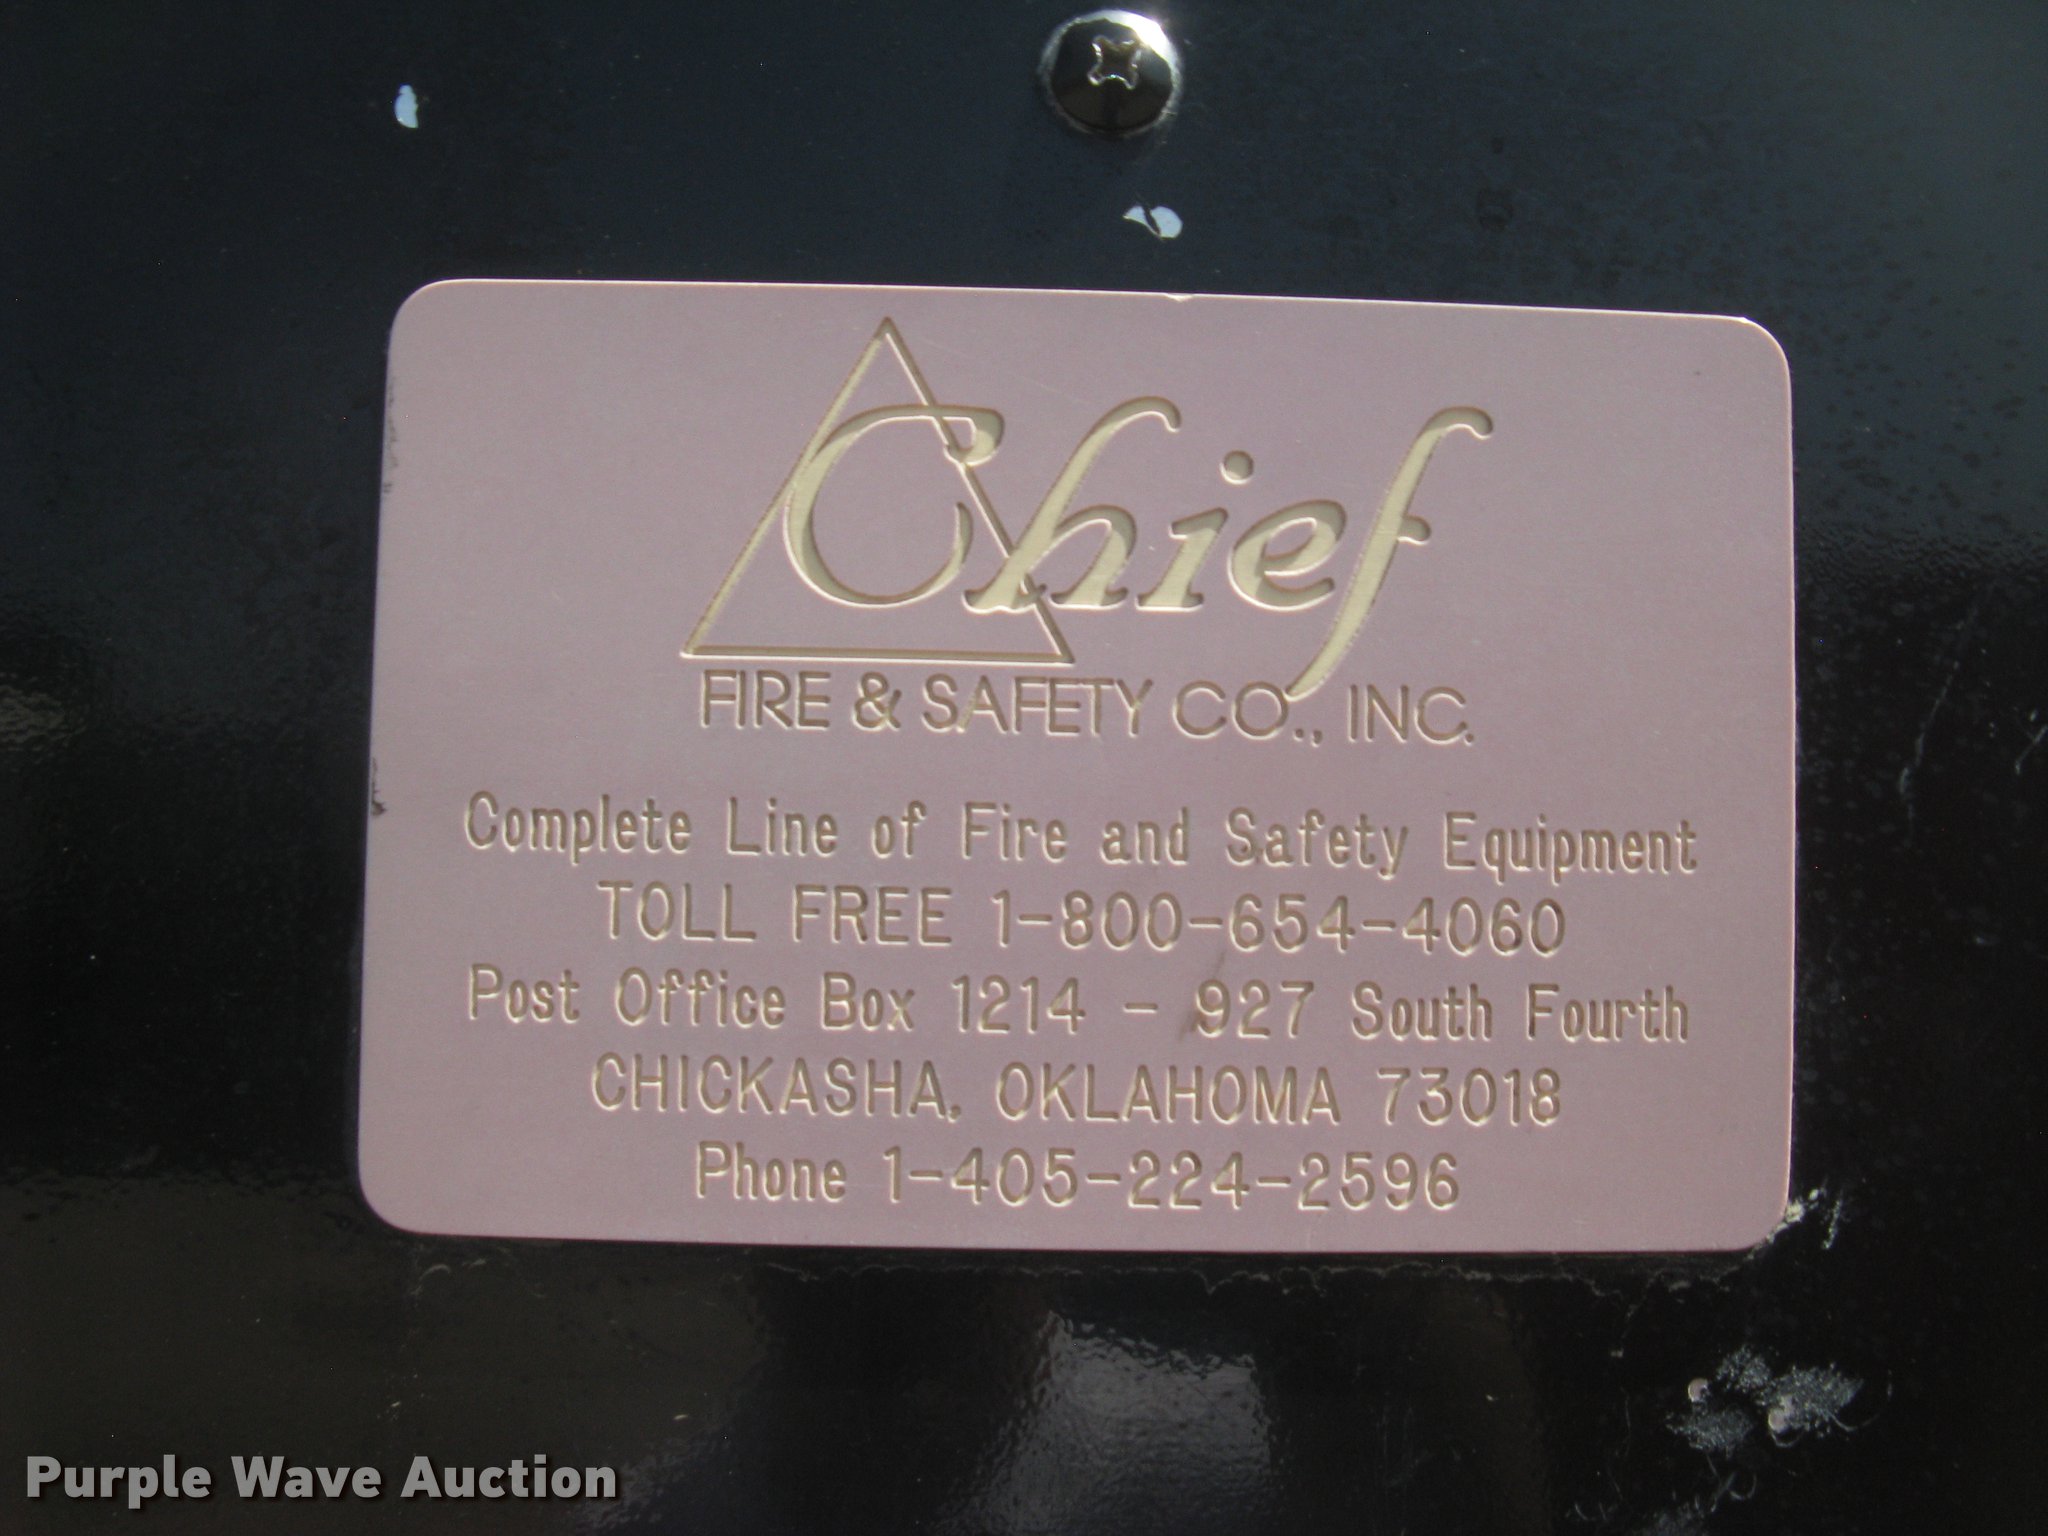 Chief
FIRE & SAFETY CO., INC.
Complete Line of Fire and Safety Equipment
TOLL FREE 1-800-654-4060
Post Office Box 1214 - 927 South Fourth
CHICKASHA, OKLAHOMA 73018
Phone 1-405-224-2596
Purple Wave Auction